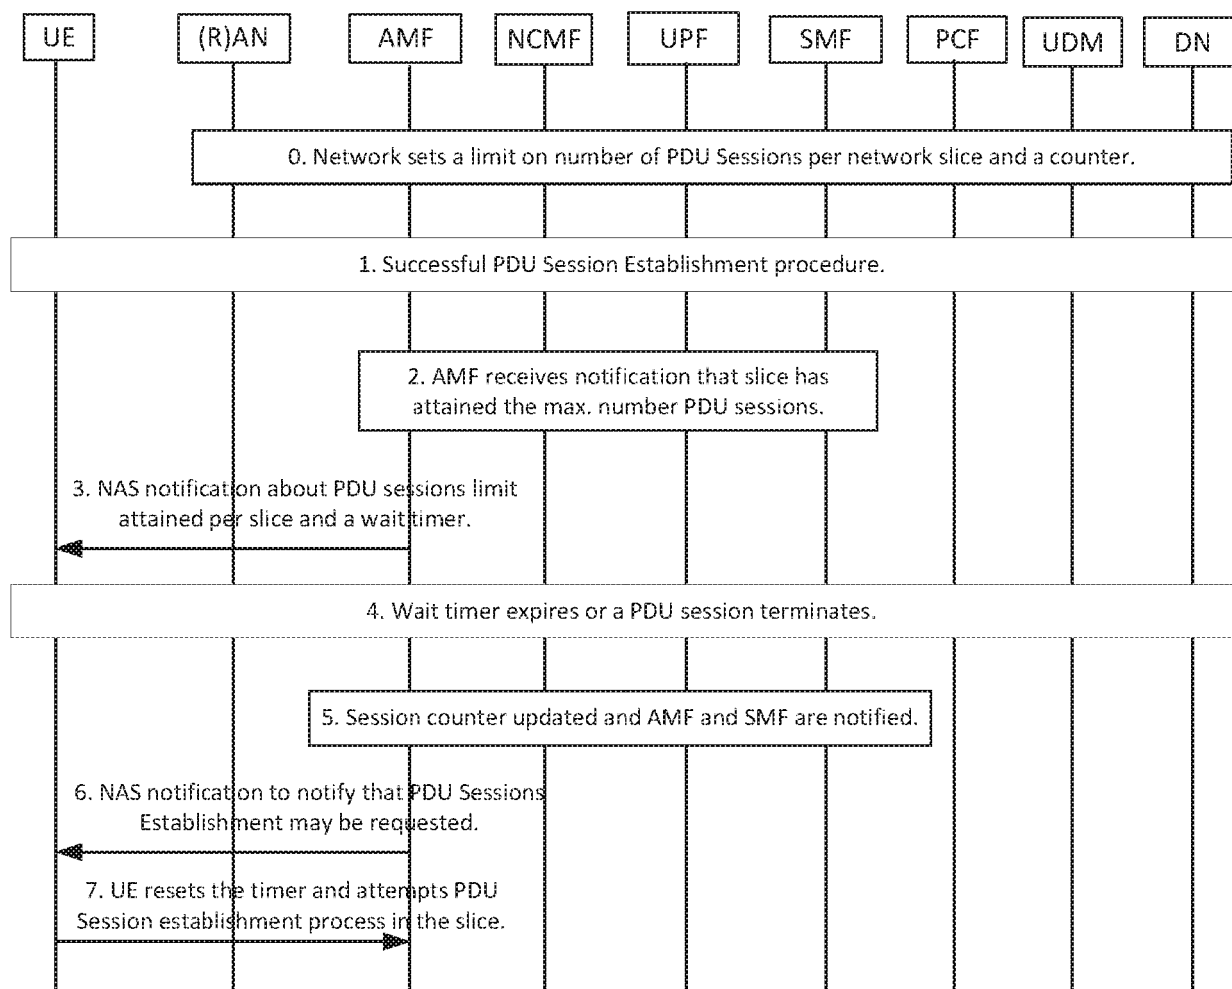 UE (R)AN AMF NCMF UPF SMF PCF UDM DN
0. Network sets a limit on number of PDU Sessions per network slice and a counter.
1. Successful PDU Session Establishment procedure.
2. AMF receives notification that slice has
attained the max. number PDU sessions.
3. NAS notification about PDU sessions limit
attained per slice and a wait timer.
4. Wait timer expires or a PDU session terminates.
5. Session counter updated and AMF and SMF are notified.
6. NAS notification to notify that PDU Sessions
Establishment may be requested.
7. UE resets the timer and attempts PDU
Session establishment process in the slice.